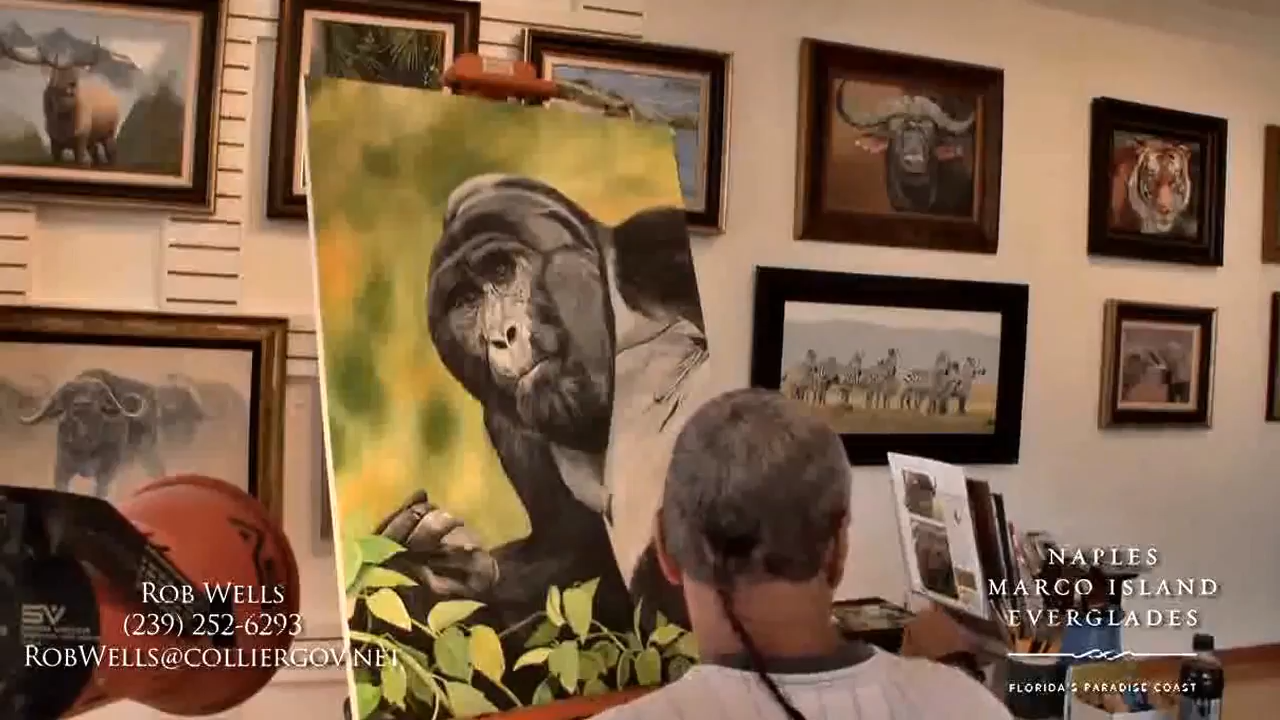 Rob Wells
(239) 252-6293
RobWells@colliergov.net
NAPLES
MARCO ISLAND
EVERGLADES
FLORIDA'S PARADISE COAST